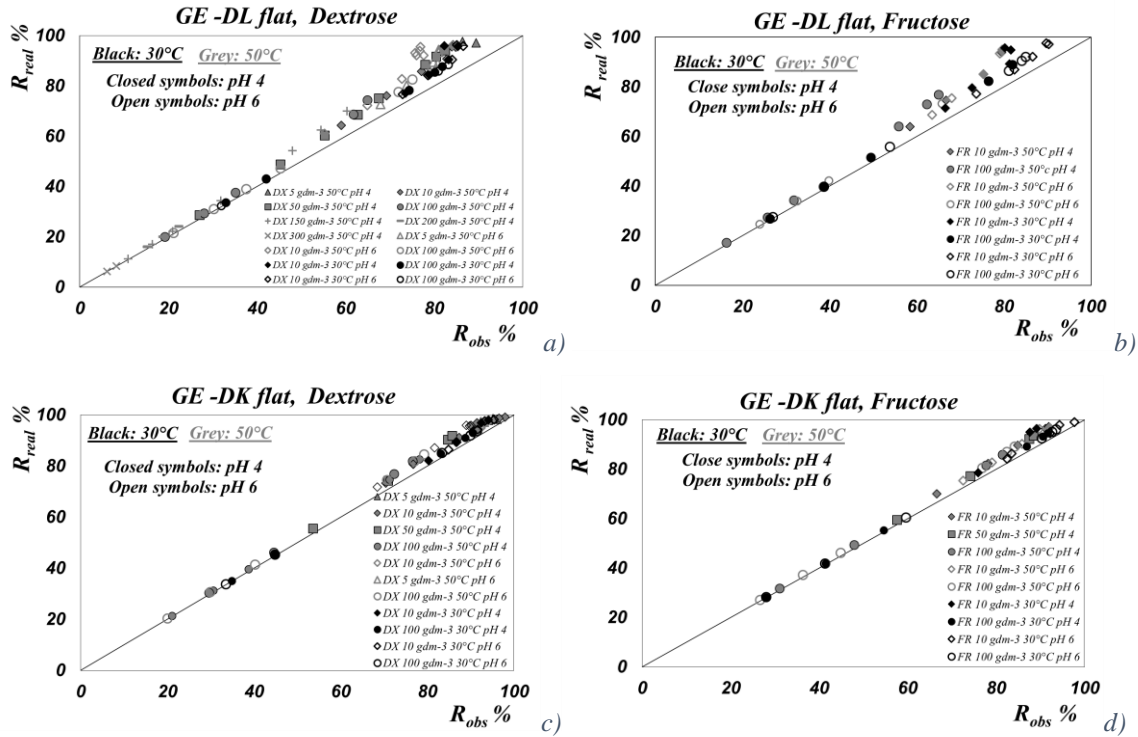 GE -DL flat, Dextrose
R_real %
100
80
60
40
20
0
Black: 30°C Grey: 50°C
Closed symbols: pH 4
Open symbols: pH 6
DX 5 gdm-3 50°C pH 4 DX 10 gdm-3 50°C pH 4
DX 50 gdm-3 50°C pH 4 DX 100 gdm-3 50°C pH 4
DX 150 gdm-3 50°C pH 4 DX 200 gdm-3 50°C pH 4
DX 300 gdm-3 50°C pH 4 DX 5 gdm-3 50°C pH 6
DX 10 gdm-3 50°C pH 6 DX 100 gdm-3 50°C pH 6
DX 10 gdm-3 30°C pH 4 DX 100 gdm-3 30°C pH 4
DX 10 gdm-3 30°C pH 6 DX 100 gdm-3 30°C pH 6
0 20 40 60 80 100
R_obs %
a)
GE -DL flat, Fructose
R_real %
100
80
60
40
20
0
Black: 30°C Grey: 50°C
Close symbols: pH 4
Open symbols: pH 6
FR 10 gdm-3 50°C pH 4
FR 100 gdm-3 50°c pH 4
FR 10 gdm-3 50°C pH 6
FR 100 gdm-3 50°C pH 6
FR 10 gdm-3 30°C pH 4
FR 100 gdm-3 30°C pH 4
FR 10 gdm-3 30°C pH 6
FR 100 gdm-3 30°C pH 6
0 20 40 60 80 100
R_obs %
b)
GE -DK flat, Dextrose
R_real %
100
80
60
40
20
0
Black: 30°C Grey: 50°C
Closed symbols: pH 4
Open symbols: pH 6
DX 5 gdm-3 50°C pH 4
DX 10 gdm-3 50°C pH 4
DX 50 gdm-3 50°C pH 4
DX 100 gdm-3 50°C pH 4
DX 10 gdm-3 50°C pH 6
DX 5 gdm-3 50°C pH 6
DX 100 gdm-3 50°C pH 6
DX 10 gdm-3 30°C pH 4
DX 100 gdm-3 30°C pH 4
DX 10 gdm-3 30°C pH 6
DX 100 gdm-3 30°C pH 6
0 20 40 60 80 100
R_obs %
c)
GE -DK flat, Fructose
R_real %
100
80
60
40
20
0
Black: 30°C Grey: 50°C
Close symbols: pH 4
Open symbols: pH 6
FR 10 gdm-3 50°C pH 4
FR 50 gdm-3 50°C pH 4
FR 100 gdm-3 50°C pH 4
FR 10 gdm-3 50°C pH 6
FR 100 gdm-3 50°C pH 6
FR 10 gdm-3 30°C pH 4
FR 100 gdm-3 30°C pH 4
FR 10 gdm-3 30°C pH 6
FR 100 gdm-3 30°C pH 6
0 20 40 60 80 100
R_obs %
d)